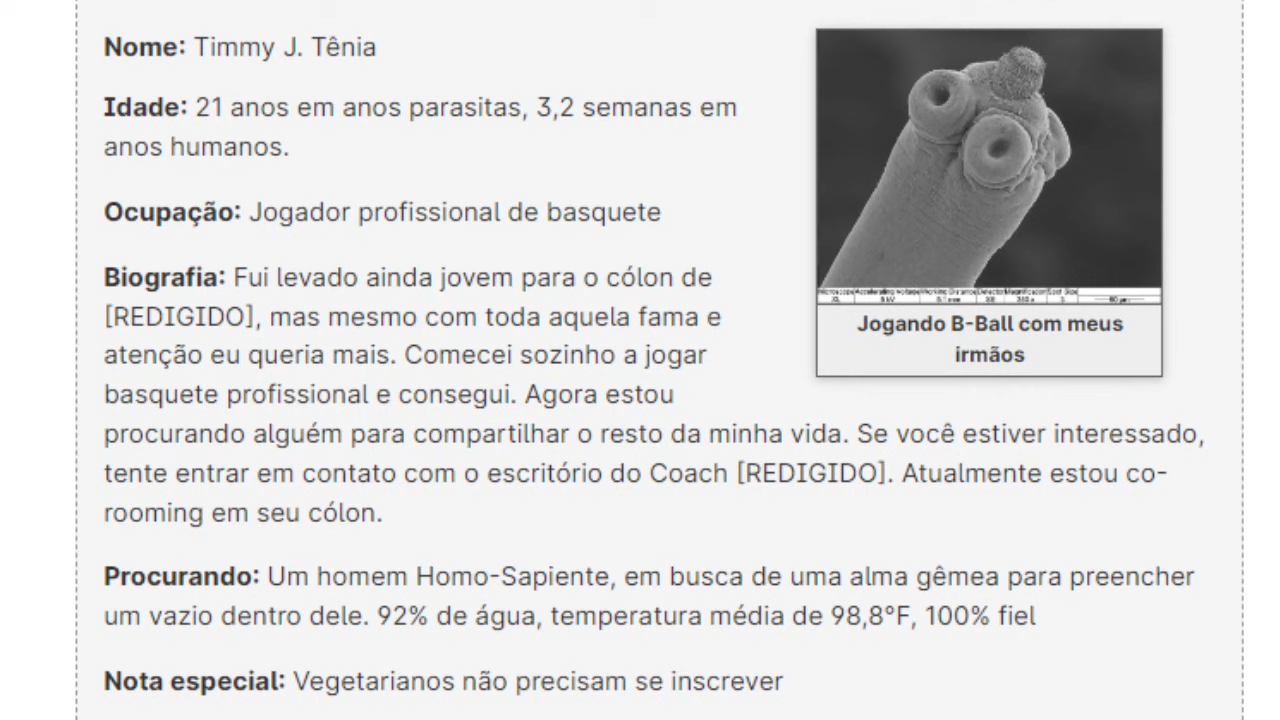 Nome: Timmy J. Tênia
Idade: 21 anos em anos parasitas, 3,2 semanas em
anos humanos.
Ocupação: Jogador profissional de basquete
Biografia: Fui levado ainda jovem para o cólon de
[REDIGIDO], mas mesmo com toda aquela fama e
atenção eu queria mais. Comecei sozinho a jogar
basquete profissional e consegui. Agora estou
procurando alguém para compartilhar o resto da minha vida. Se você estiver interessado,
tente entrar em contato com o escritório do Coach [REDIGIDO]. Atualmente estou co-
rooming em seu cólon.
Procurando: Um homem Homo-Sapiente, em busca de uma alma gêmea para preencher
um vazio dentro dele. 92% de água, temperatura média de 98,8°F, 100% fiel
Nota especial: Vegetarianos não precisam se inscrever
Jogando B-Ball com meus
irmãos